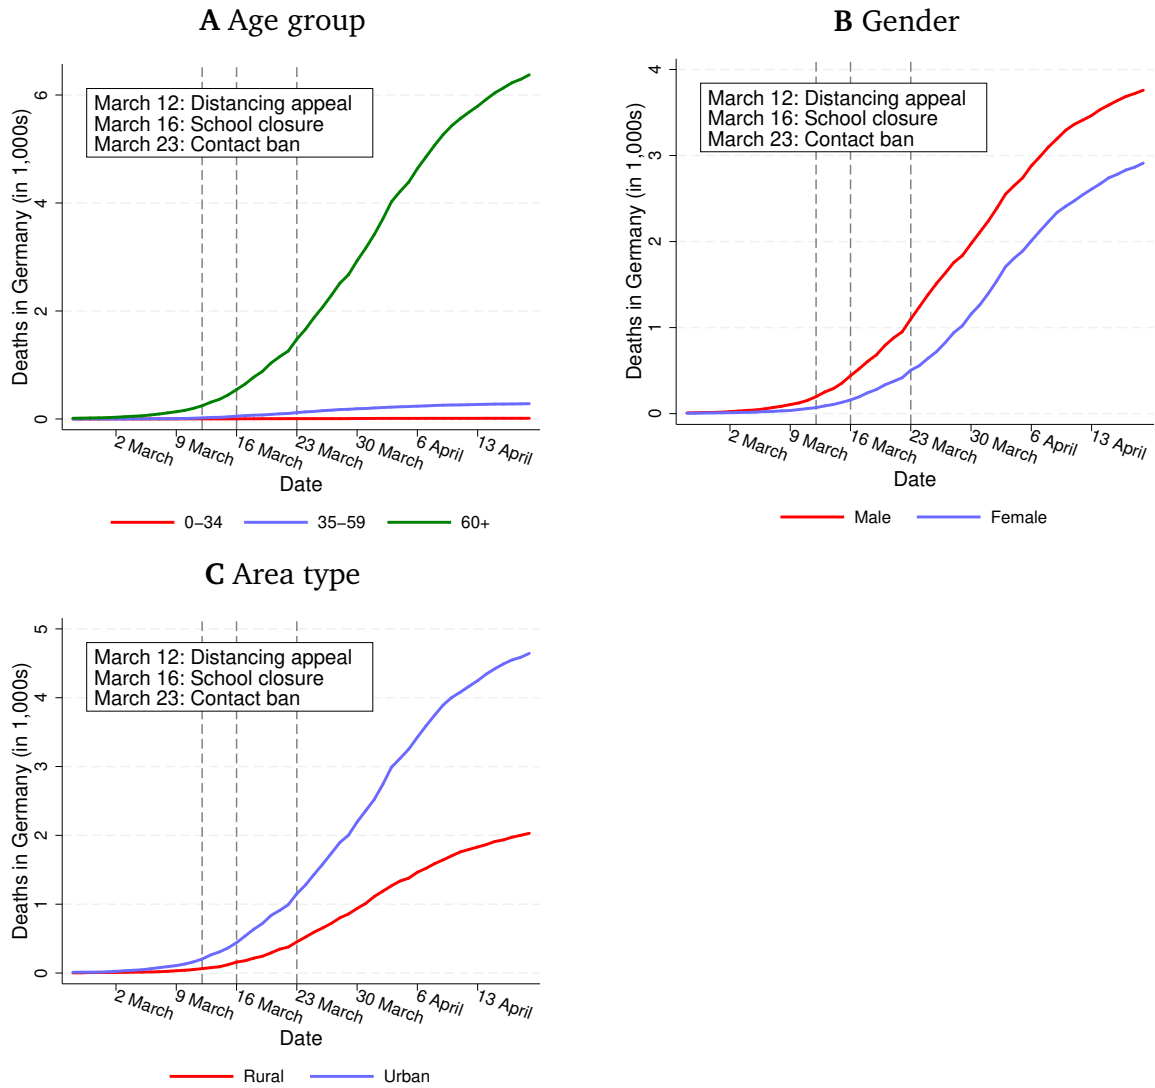 A Age group
Deaths in Germany (in 1,000s)
6
4
2
0
March 12: Distancing appeal
March 16: School closure
March 23: Contact ban
2 March
9 March
16 March
23 March
30 March
6 April
13 April
Date
0–34
35–59
60+
B Gender
Deaths in Germany (in 1,000s)
4
3
2
1
0
March 12: Distancing appeal
March 16: School closure
March 23: Contact ban
2 March
9 March
16 March
23 March
30 March
6 April
13 April
Date
Male
Female
C Area type
Deaths in Germany (in 1,000s)
5
4
3
2
1
0
March 12: Distancing appeal
March 16: School closure
March 23: Contact ban
2 March
9 March
16 March
23 March
30 March
6 April
13 April
Date
Rural
Urban